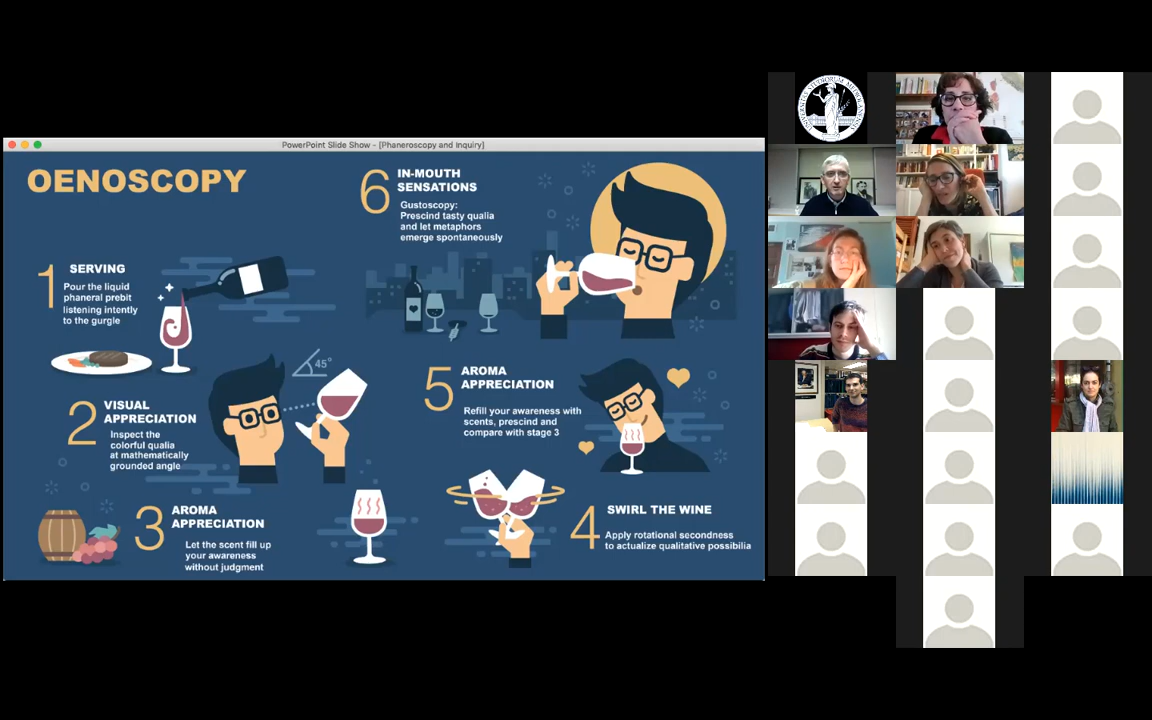 PowerPoint Slide Show - [Phaneroscopy and Inquiry]
OENOSCOPY
1
SERVING
Pour the liquid
phaneral prebit
listening intently
to the gurgle
2
VISUAL
APPRECIATION
Inspect the
colorful qualia
at mathematically
grounded angle
45°
3
AROMA
APPRECIATION
Let the scent fill up
your awareness
without judgment
4
SWIRL THE WINE
Apply rotational secondness
to actualize qualitative possibilia
5
AROMA
APPRECIATION
Refill your awareness with
scents, prescind and
compare with stage 3
6
IN-MOUTH
SENSATIONS
Gustoscopy:
Prescind tasty qualia
and let metaphors
emerge spontaneously
UNIVERSITAS STUDIORUM MEDIOLANENSIS